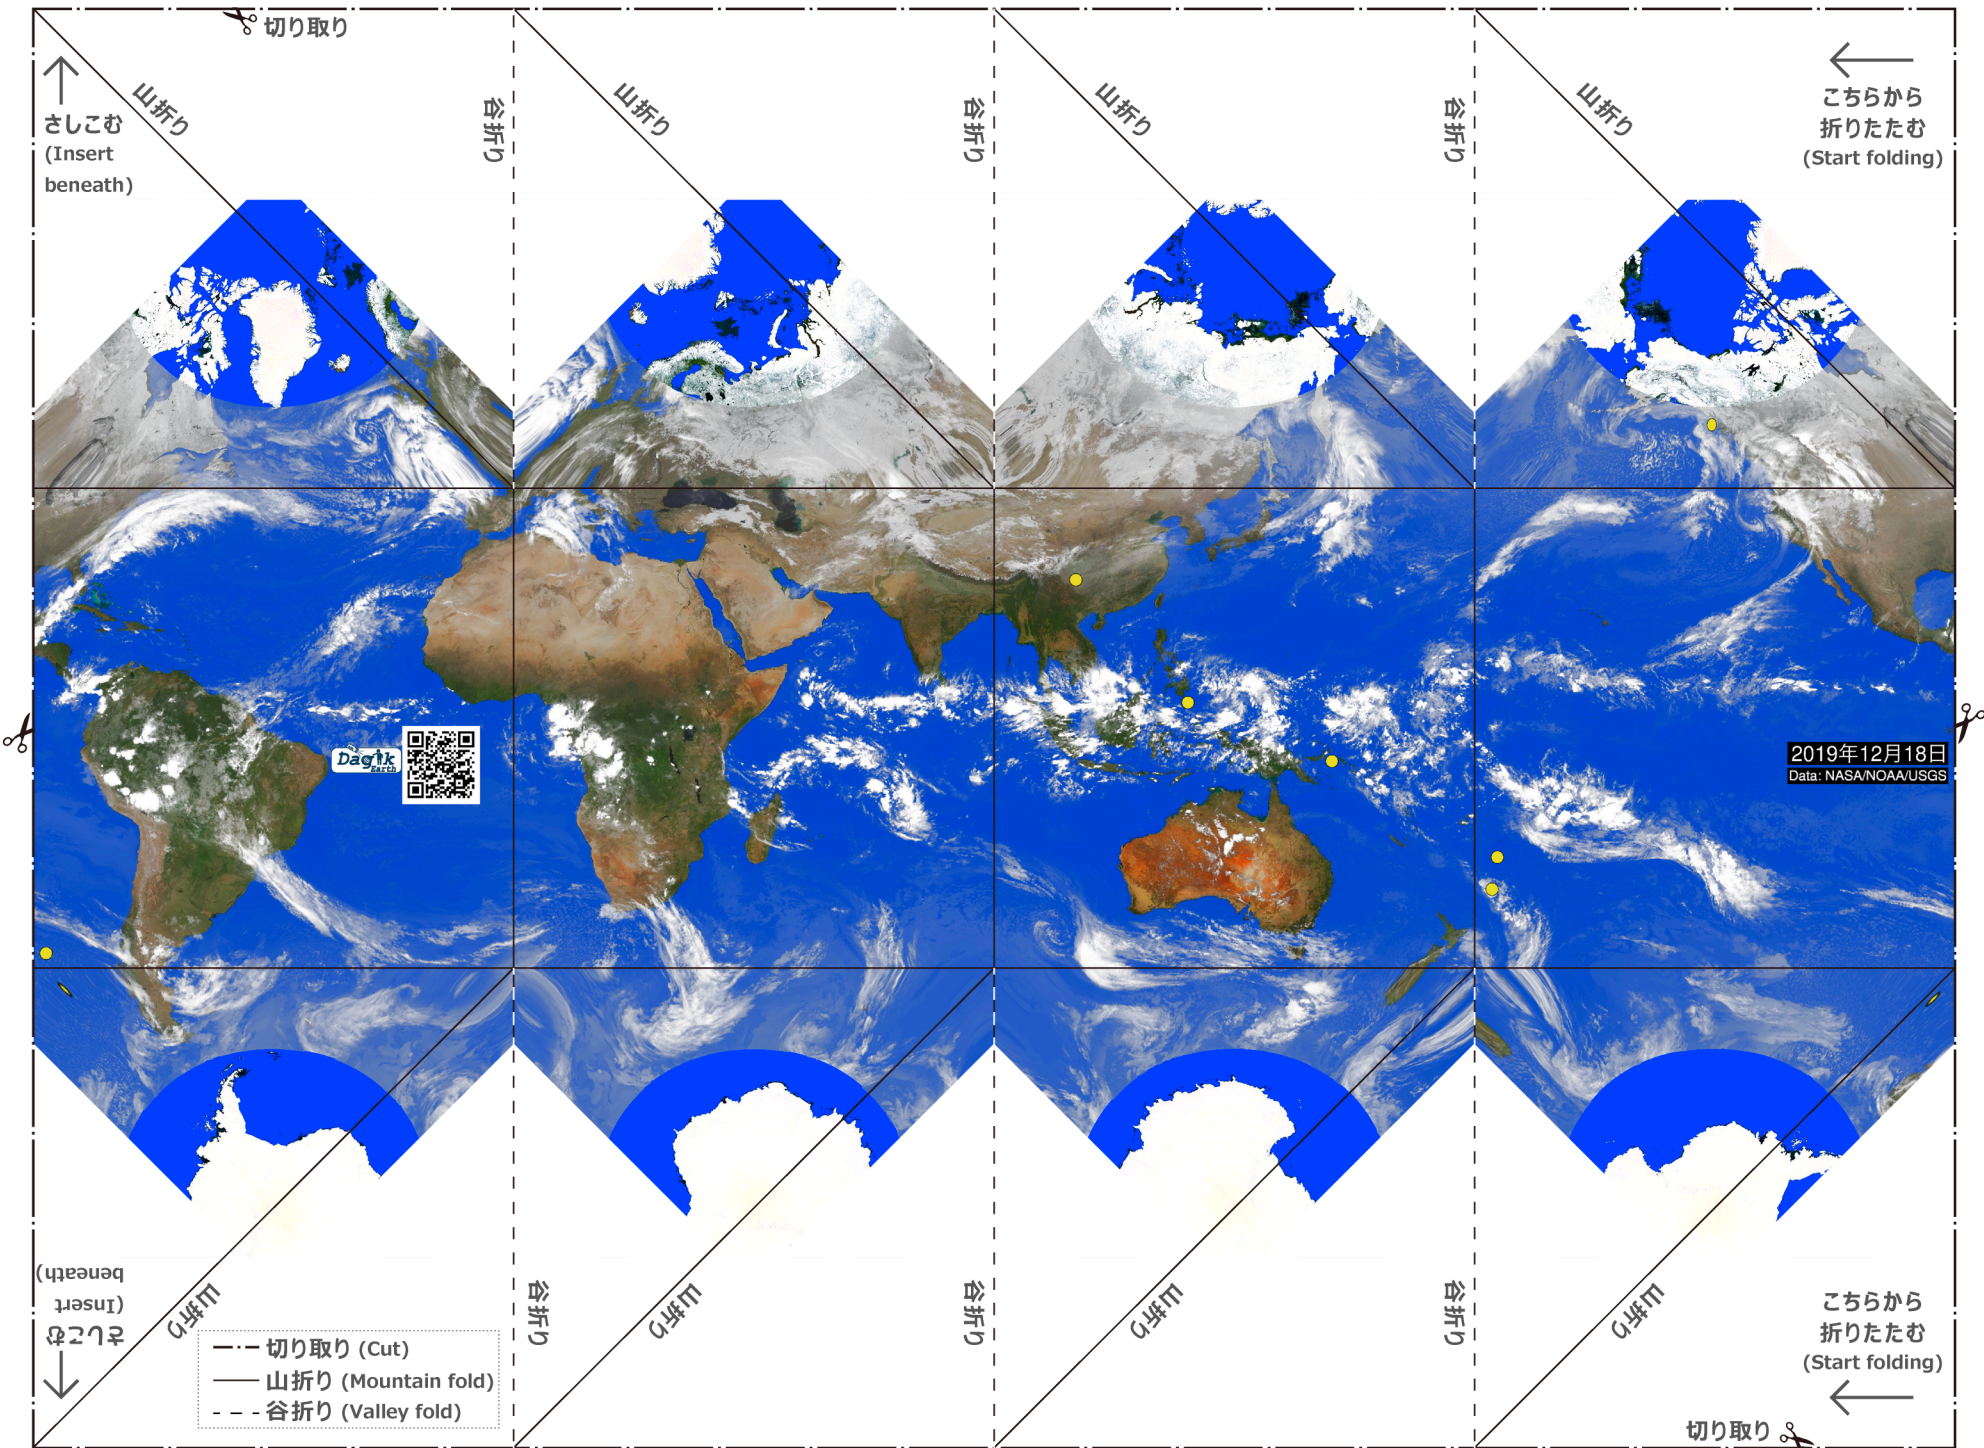 切り取り
山折り
山折り
山折り
山折り
谷折り
谷折り
谷折り
さしこむ
(Insert
beneath)
こちらから
折りたたむ
(Start folding)
Dagik
Earth
2019年12月18日
Data: NASA/NOAA/USGS
さしこむ
(Insert
beneath)
山折り
山折り
山折り
山折り
谷折り
谷折り
谷折り
切り取り (Cut)
山折り (Mountain fold)
谷折り (Valley fold)
こちらから
折りたたむ
(Start folding)
切り取り